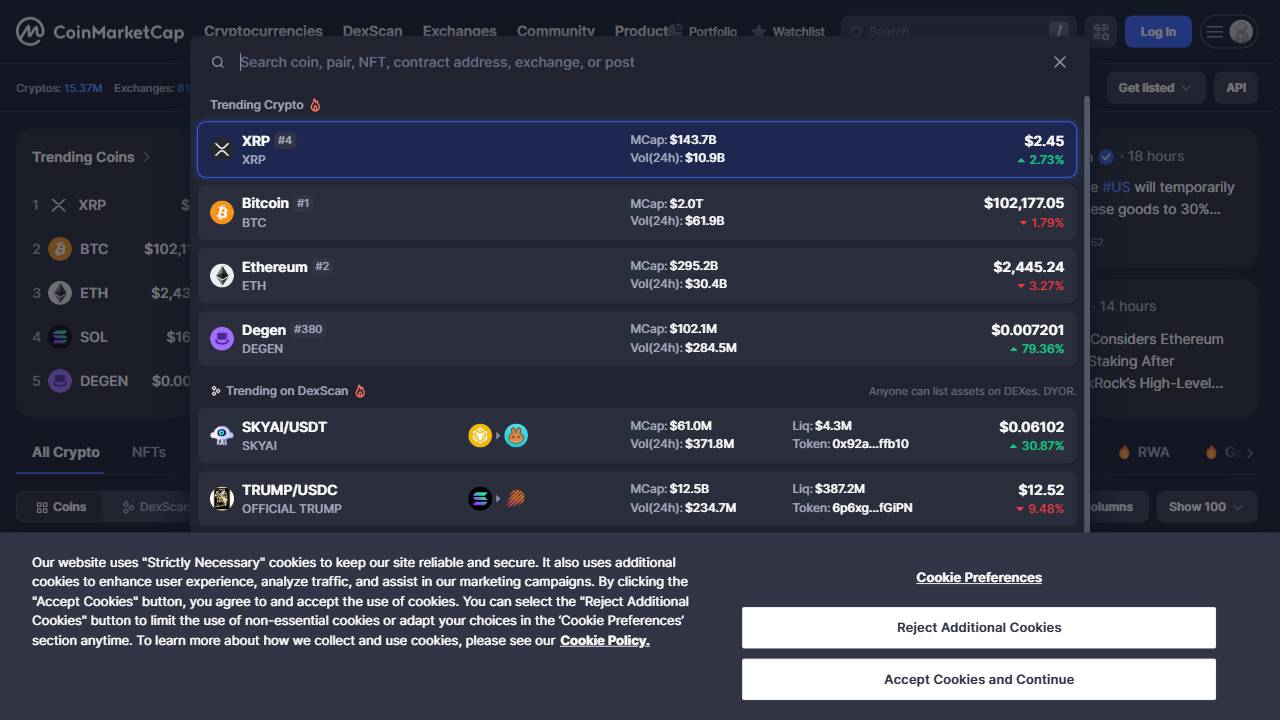 CoinMarketCap
Cryptocurrencies DexScan Exchanges Community Product Portfolio Watchlist Search / Log In
Cryptos: 15.37M Exchanges: 81 Get listed API
Search coin, pair, NFT, contract address, exchange, or post
Trending Crypto
XRP #4 MCap: $143.7B $2.45
XRP Vol(24h): $10.9B 2.73%
Bitcoin #1 MCap: $2.0T $102,177.05
BTC Vol(24h): $61.9B 1.79%
Ethereum #2 MCap: $295.2B $2,445.24
ETH Vol(24h): $30.4B 3.27%
Degen #380 MCap: $102.1M $0.007201
DEGEN Vol(24h): $284.5M 79.36%
Trending on DexScan Anyone can list assets on DEXes. DYOR.
SKYAI/USDT MCap: $61.0M Liq: $4.3M $0.06102
SKYAI Vol(24h): $371.8M Token: 0x92a...ffb10 30.87%
TRUMP/USDC MCap: $12.5B Liq: $387.2M $12.52
OFFICIAL TRUMP Vol(24h): $234.7M Token: 6p6xg...fGiPN 9.48%
Trending Coins
1 XRP $
2 BTC $102,1
3 ETH $2,43
4 SOL $16
5 DEGEN $0.00
· 18 hours
#US will temporarily
ese goods to 30%...
62
· 14 hours
Considers Ethereum
Staking After
kRock's High-Level...
All Crypto NFTs RWA Ga
Coins DexScan olumns Show 100
Our website uses "Strictly Necessary" cookies to keep our site reliable and secure. It also uses additional
cookies to enhance user experience, analyze traffic, and assist in our marketing campaigns. By clicking the
"Accept Cookies" button, you agree to and accept the use of cookies. You can select the "Reject Additional
Cookies" button to limit the use of non-essential cookies or adapt your choices in the 'Cookie Preferences'
section anytime. To learn more about how we collect and use cookies, please see our Cookie Policy.
Cookie Preferences
Reject Additional Cookies
Accept Cookies and Continue